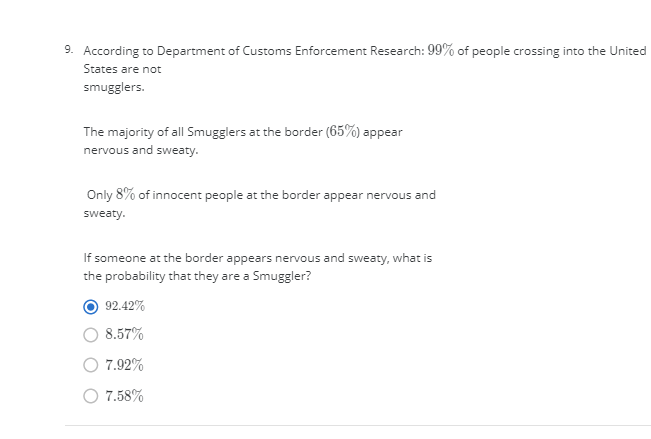 9. According to Department of Customs Enforcement Research: 99% of people crossing into the United
States are not
smugglers.
The majority of all Smugglers at the border (65%) appear
nervous and sweaty.
Only 8% of innocent people at the border appear nervous and
sweaty.
If someone at the border appears nervous and sweaty, what is
the probability that they are a Smuggler?
92.42%
8.57%
7.92%
7.58%